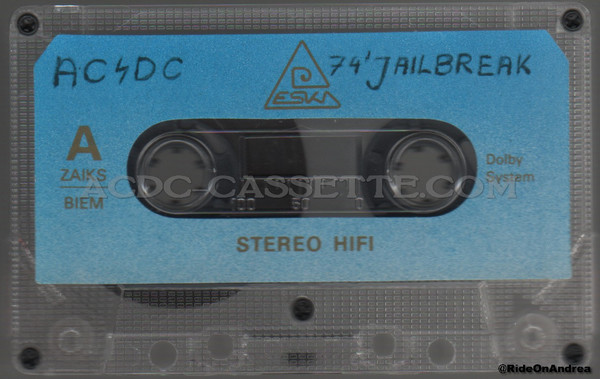 AC⚡DC
74' JAILBREAK
ESKA
A
ZAIKS
BIEM
Dolby
System
ACDC-CASSETTE.COM
100 50 0
STEREO HIFI
@RideOnAndrea